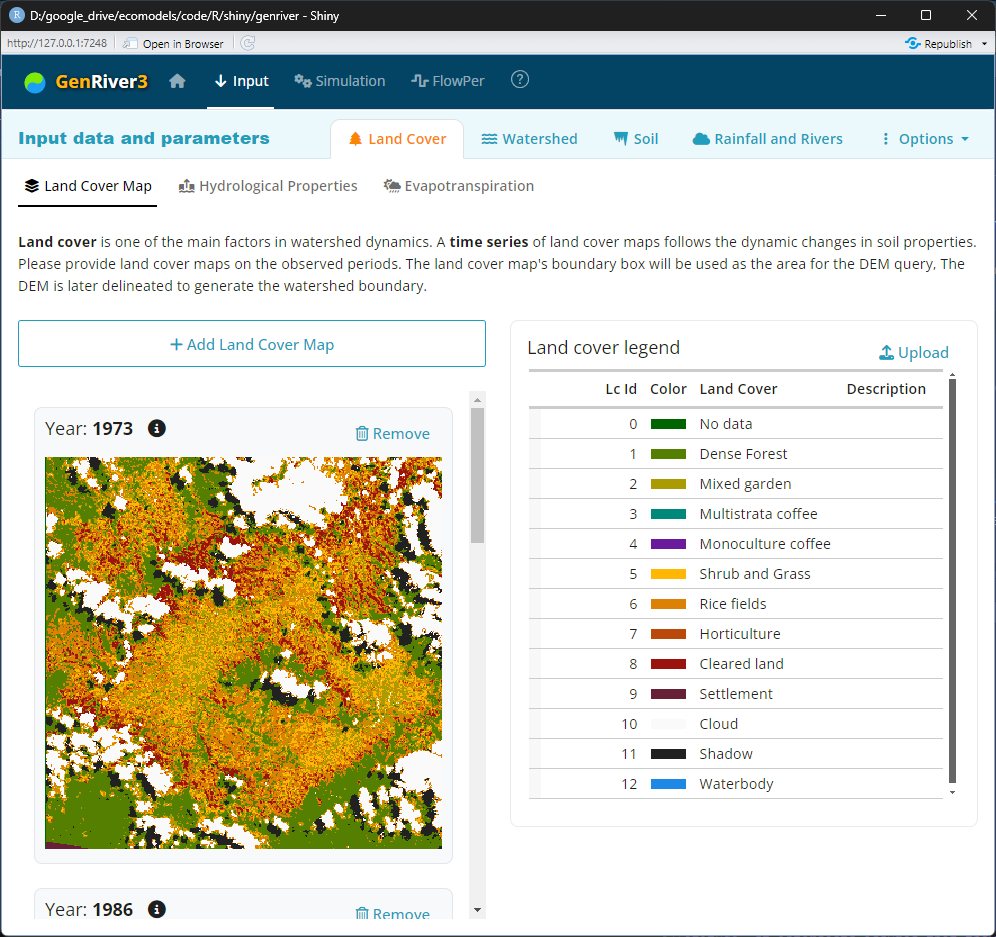 D:/google_drive/ecomodels/code/R/shiny/genriver - Shiny
http://127.0.0.1:7248 Open in Browser Republish
GenRiver3 Input Simulation FlowPer ?
Input data and parameters Land Cover Watershed Soil Rainfall and Rivers Options
Land Cover Map Hydrological Properties Evapotranspiration
Land cover is one of the main factors in watershed dynamics. A time series of land cover maps follows the dynamic changes in soil properties.
Please provide land cover maps on the observed periods. The land cover map's boundary box will be used as the area for the DEM query, The
DEM is later delineated to generate the watershed boundary.
+ Add Land Cover Map
Year: 1973 Remove
Year: 1986 Remove
Land cover legend
Upload
Lc Id Color Land Cover Description
0 No data
1 Dense Forest
2 Mixed garden
3 Multistrata coffee
4 Monoculture coffee
5 Shrub and Grass
6 Rice fields
7 Horticulture
8 Cleared land
9 Settlement
10 Cloud
11 Shadow
12 Waterbody